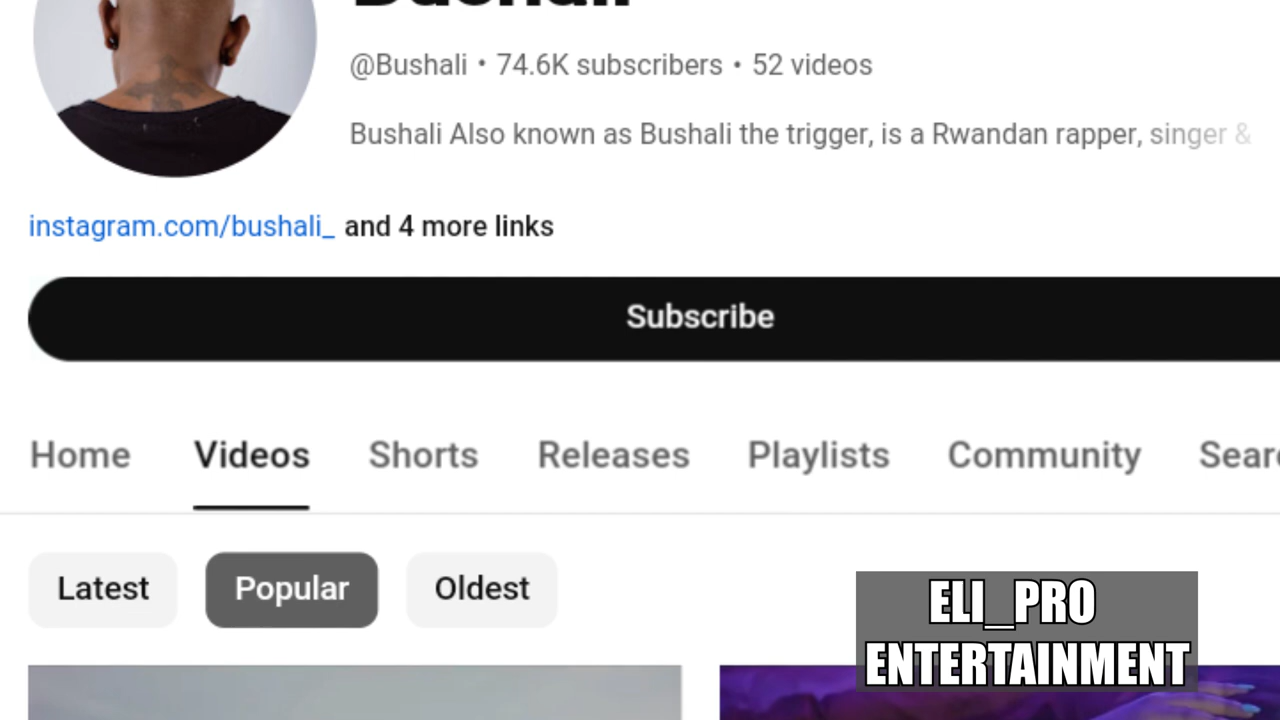 Bushali
@Bushali • 74.6K subscribers • 52 videos
Bushali Also known as Bushali the trigger, is a Rwandan rapper, singer &
instagram.com/bushali_ and 4 more links
Subscribe
Home Videos Shorts Releases Playlists Community
Latest Popular Oldest
ELI_PRO
ENTERTAINMENT